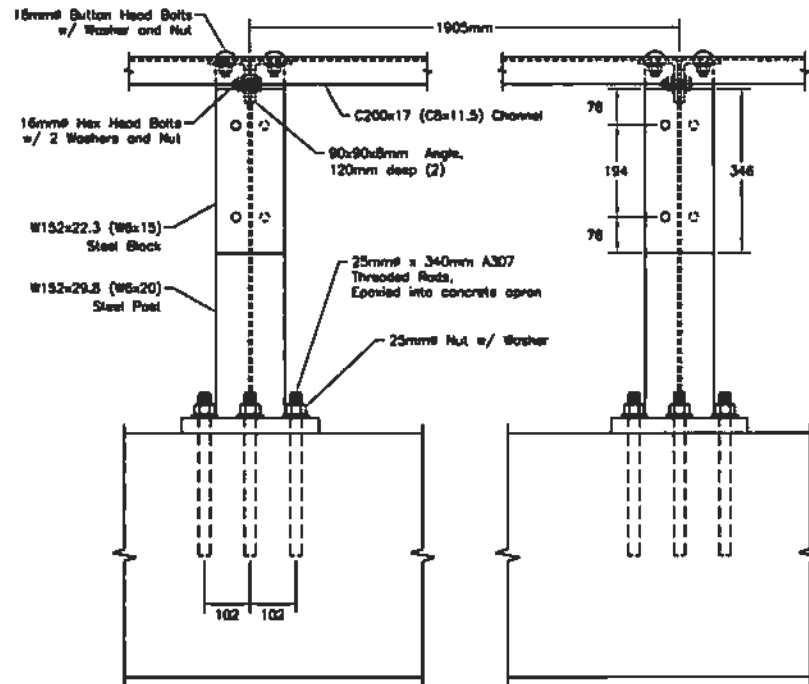 16mmø Button Head Bolts
w/ Washer and Nut
1905mm
16mmø Hex Head Bolts
w/ 2 Washers and Nut
C200x17 (C8x11.5) Channel
90x90x8mm Angle,
120mm deep (2)
76
194
346
76
W152x22.3 (W6x15)
Steel Block
W152x29.8 (W6x20)
Steel Post
25mmø x 340mm A307
Threaded Rods,
Epoxied into concrete apron
25mmø Nut w/ Washer
102
102